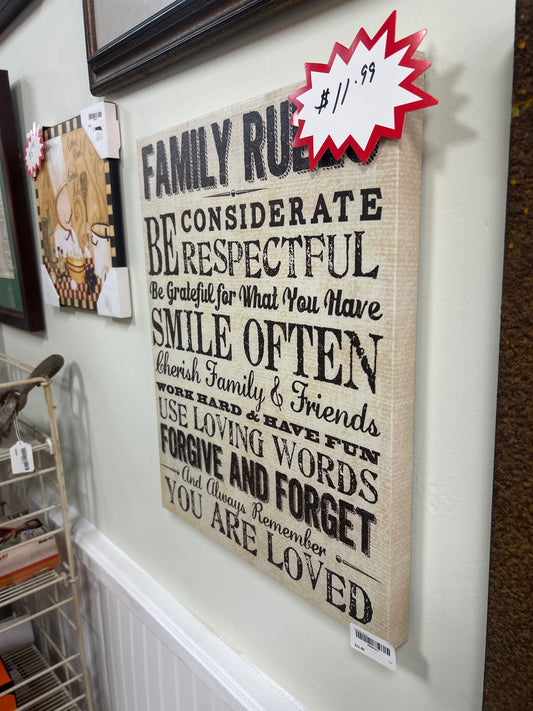 $11.99
FAMILY RU
BE CONSIDERATE
RESPECTFUL
Be Grateful for What You Have
SMILE OFTEN
Cherish Family & Friends
WORK HARD & HAVE FUN
USE LOVING WORDS
FORGIVE AND FORGET
And Always Remember
YOU ARE LOVED